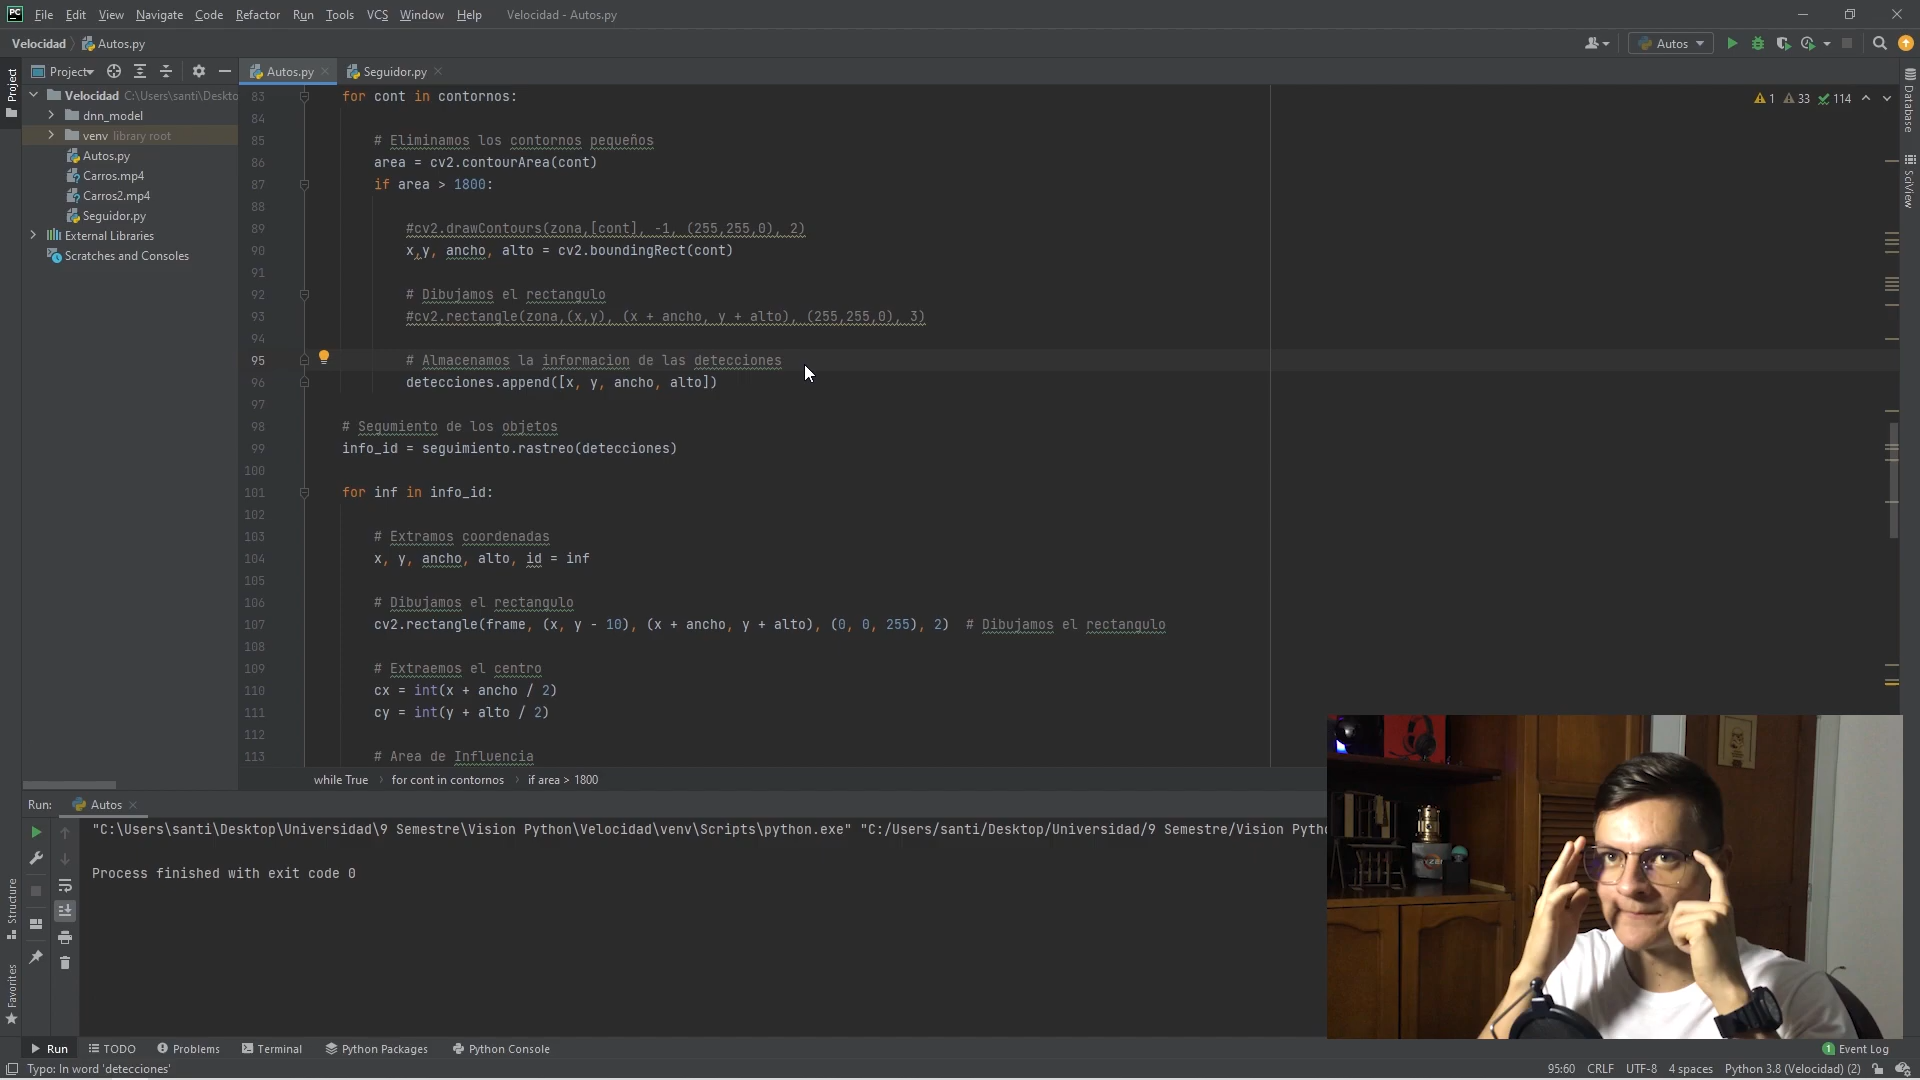 PC File Edit View Navigate Code Refactor Run Tools VCS Window Help Velocidad - Autos.py
Velocidad Autos.py Autos
Project Autos.py Seguidor.py
Velocidad C:\Users\santi\Deskto
dnn_model
venv library root
Autos.py
Carros.mp4
Carros2.mp4
Seguidor.py
External Libraries
Scratches and Consoles
Project
Structure
Favorites
Database
SciView
1 33 114
83 for cont in contornos:
84
85 # Eliminamos los contornos pequeños
86 area = cv2.contourArea(cont)
87 if area > 1800:
88
89 #cv2.drawContours(zona,[cont], -1, (255,255,0), 2)
90 x,y, ancho, alto = cv2.boundingRect(cont)
91
92 # Dibujamos el rectangulo
93 #cv2.rectangle(zona,(x,y), (x + ancho, y + alto), (255,255,0), 3)
94
95 # Almacenamos la informacion de las detecciones
96 detecciones.append([x, y, ancho, alto])
97
98 # Segumiento de los objetos
99 info_id = seguimiento.rastreo(detecciones)
100
101 for inf in info_id:
102
103 # Extramos coordenadas
104 x, y, ancho, alto, id = inf
105
106 # Dibujamos el rectangulo
107 cv2.rectangle(frame, (x, y - 10), (x + ancho, y + alto), (0, 0, 255), 2) # Dibujamos el rectangulo
108
109 # Extraemos el centro
110 cx = int(x + ancho / 2)
111 cy = int(y + alto / 2)
112
113 # Area de Influencia
while True for cont in contornos if area > 1800
Run: Autos
"C:\Users\santi\Desktop\Universidad\9 Semestre\Vision Python\Velocidad\venv\Scripts\python.exe" "C:/Users/santi/Desktop/Universidad/9 Semestre/Vision Pytho
Process finished with exit code 0
Run TODO Problems Terminal Python Packages Python Console 1 Event Log
Typo: In word 'detecciones' 95:60 CRLF UTF-8 4 spaces Python 3.8 (Velocidad) (2)